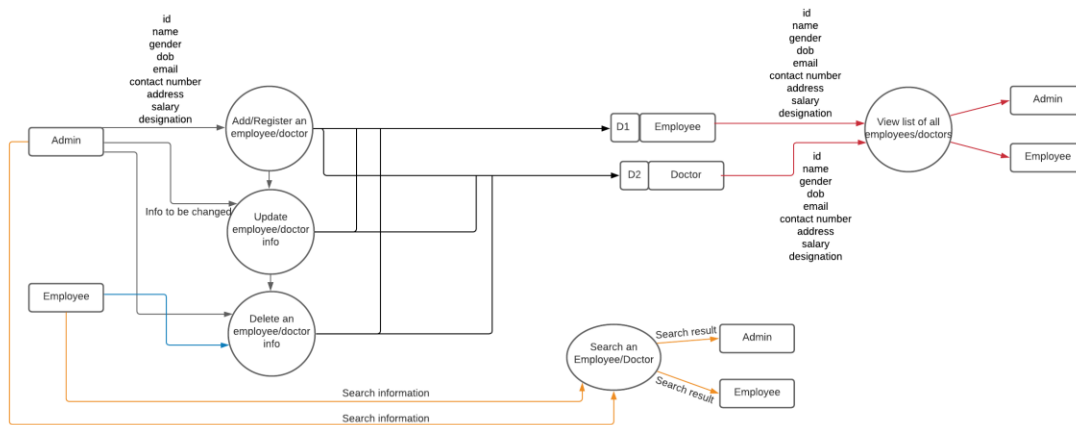 id
name
gender
dob
email
contact number
address
salary
designation
Admin
Add/Register an
employee/doctor
Info to be changed
Update
employee/doctor
info
Employee
Delete an
employee/doctor
info
D1
Employee
D2
Doctor
id
name
gender
dob
email
contact number
address
salary
designation
id
name
gender
dob
email
contact number
address
salary
designation
View list of all
employees/doctors
Admin
Employee
Search information
Search information
Search an
Employee/Doctor
Search result
Search result
Admin
Employee